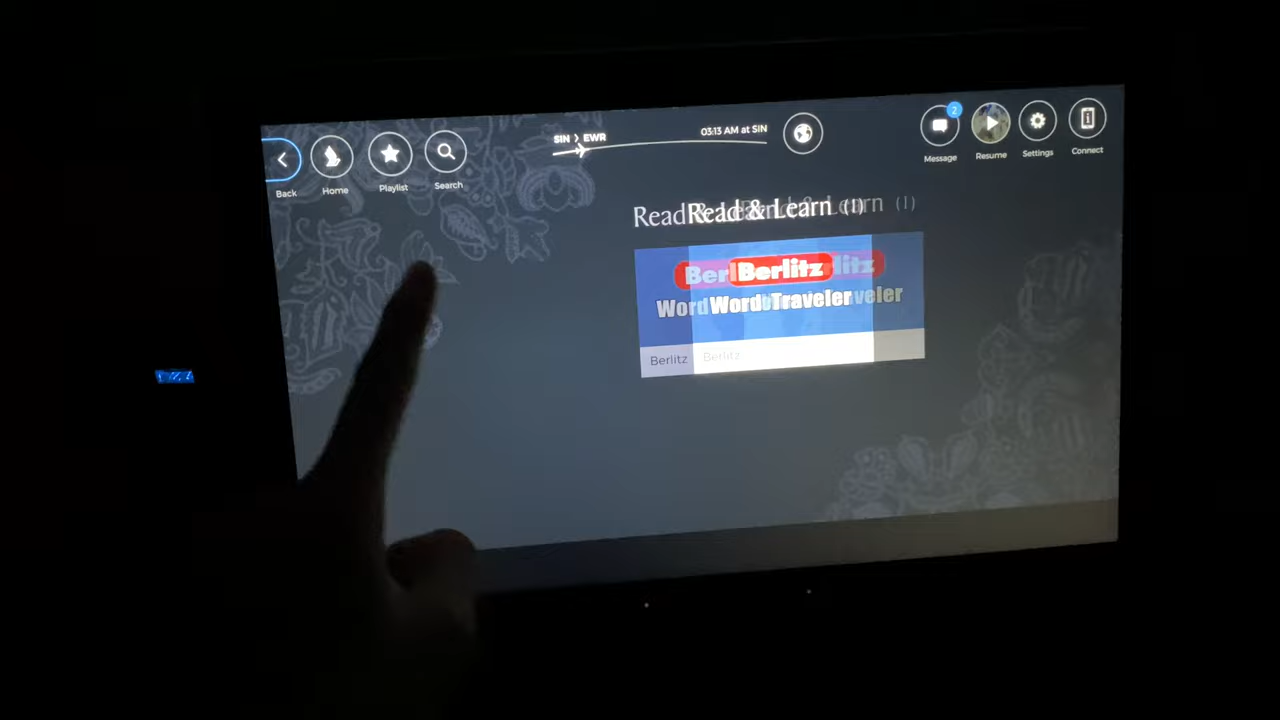 SIN > EWR
03:13 AM at SIN
2
Back
Home
Playlist
Search
Message
Resume
Settings
Connect
Read & Learn (1)
Berlitz
Word Traveler
Berlitz